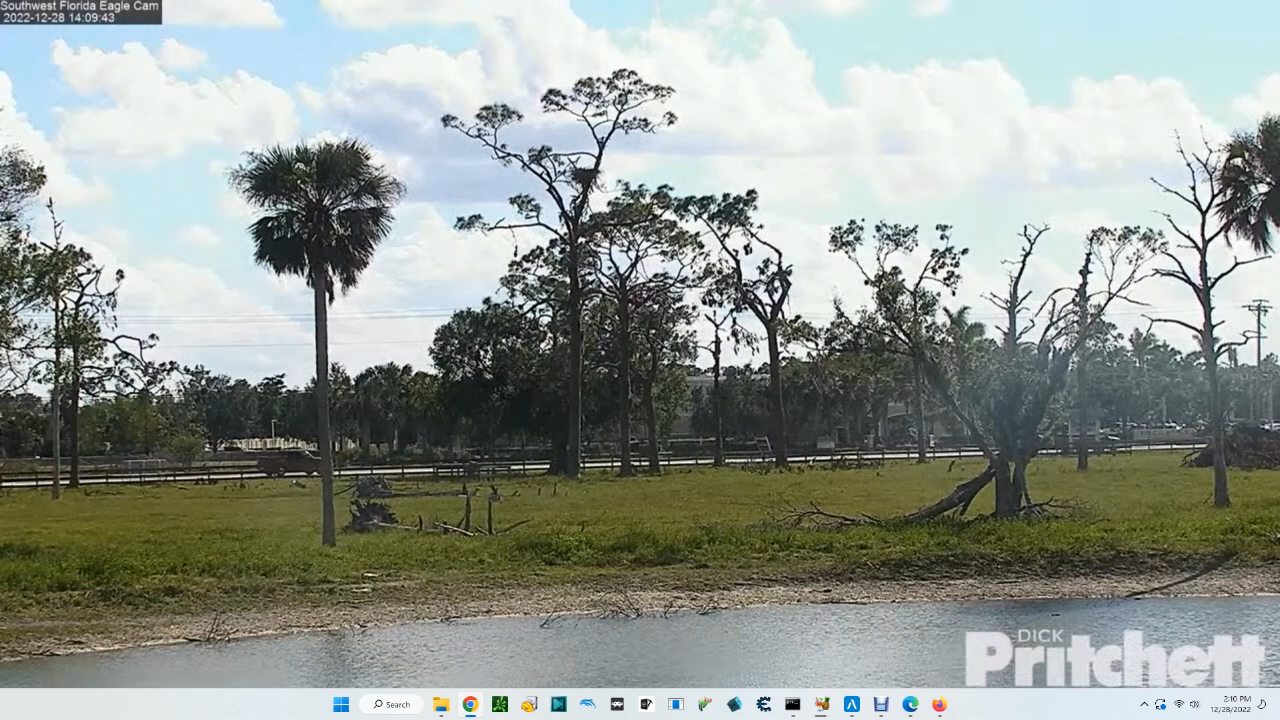 Southwest Florida Eagle Cam
2022-12-28 14:09:43
DICK
Pritchett
Search
2:10 PM
12/28/2022